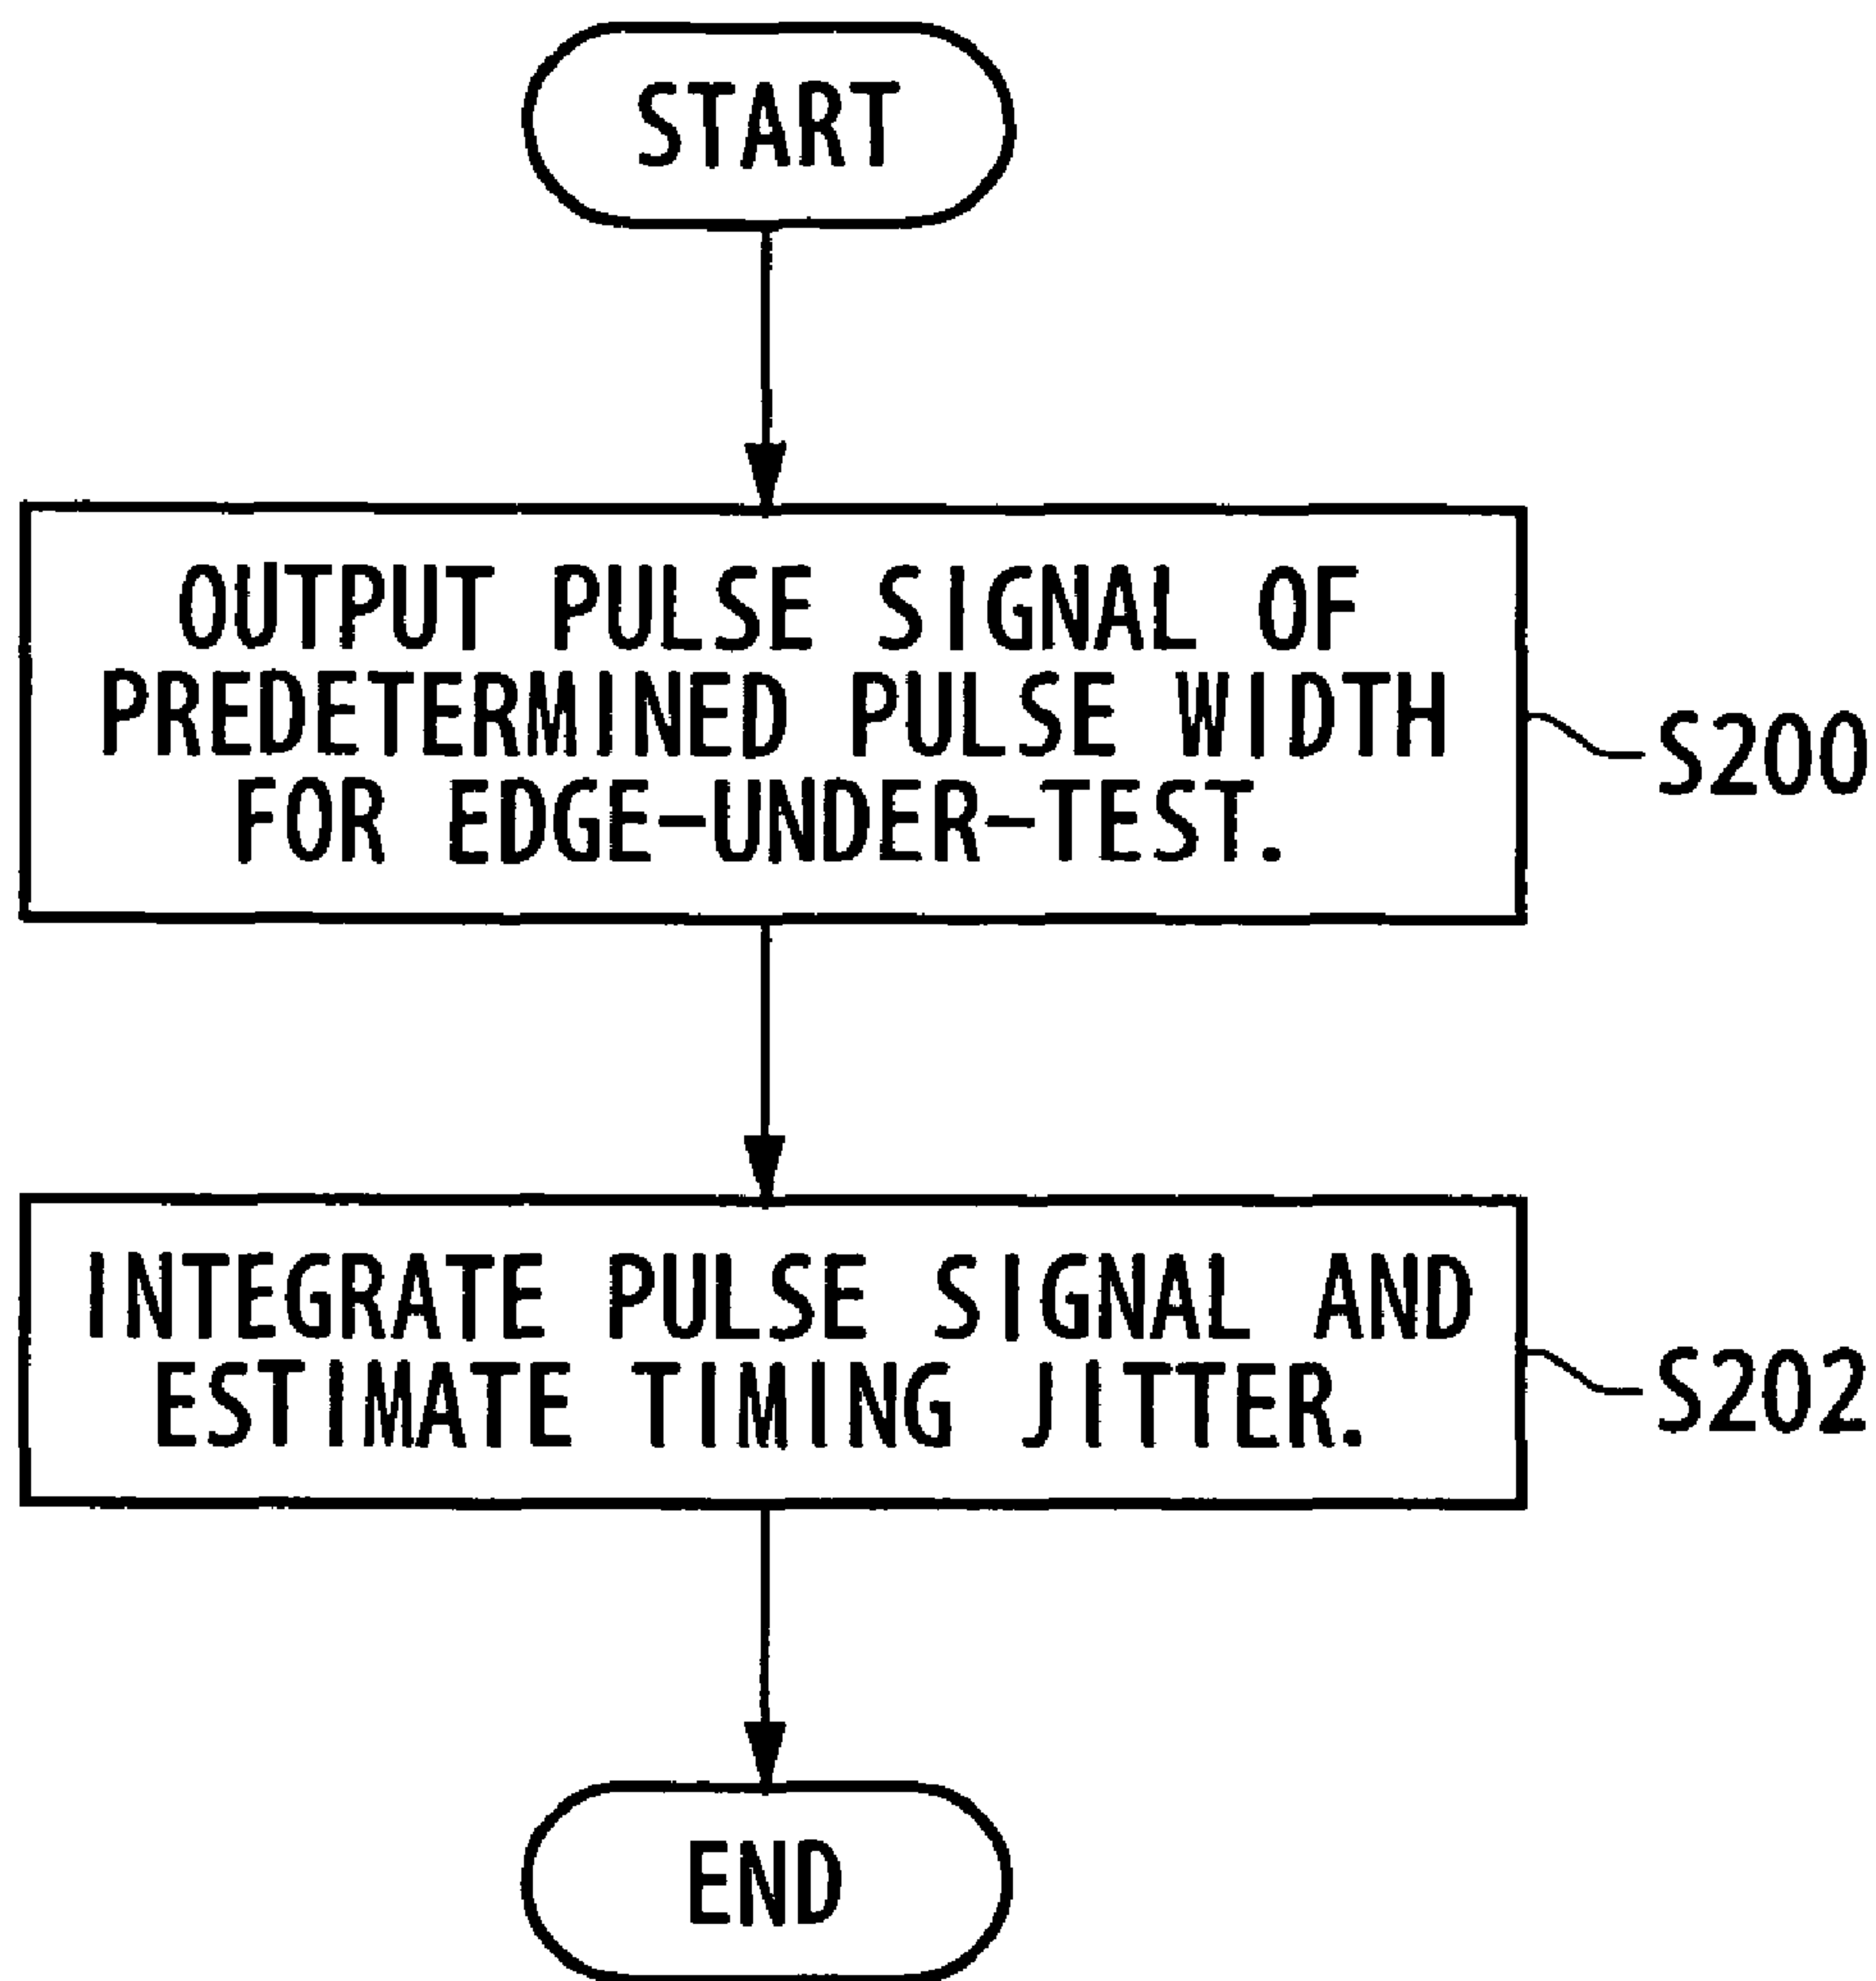 START
OUTPUT PULSE SIGNAL OF
PREDETERMINED PULSE WIDTH
FOR EDGE-UNDER-TEST.
S200
INTEGRATE PULSE SIGNAL AND
ESTIMATE TIMING JITTER.
S202
END